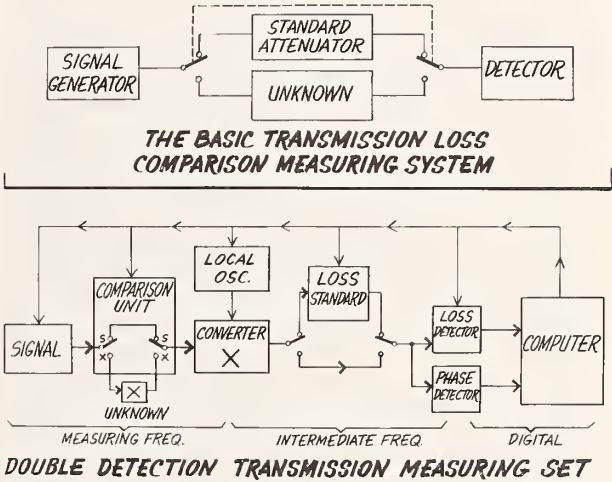 SIGNAL
GENERATOR
STANDARD
ATTENUATOR
UNKNOWN
DETECTOR
THE BASIC TRANSMISSION LOSS
COMPARISON MEASURING SYSTEM
SIGNAL
COMPARISON
UNIT
S
X
S
X
X
UNKNOWN
LOCAL
OSC.
CONVERTER
X
LOSS
STANDARD
LOSS
DETECTOR
PHASE
DETECTOR
COMPUTER
MEASURING FREQ.
INTERMEDIATE FREQ.
DIGITAL
DOUBLE DETECTION TRANSMISSION MEASURING SET